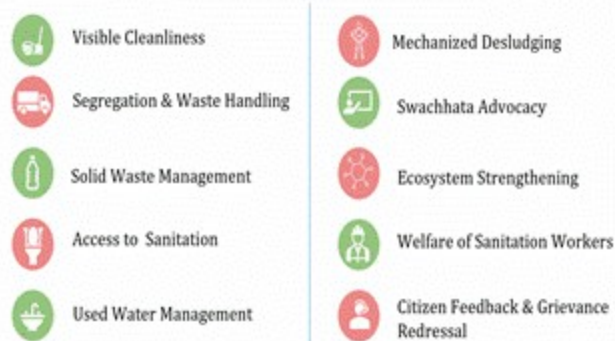 Visible Cleanliness
Segregation & Waste Handling
Solid Waste Management
Access to Sanitation
Used Water Management
Mechanized Desludging
Swachhata Advocacy
Ecosystem Strengthening
Welfare of Sanitation Workers
Citizen Feedback & Grievance
Redressal